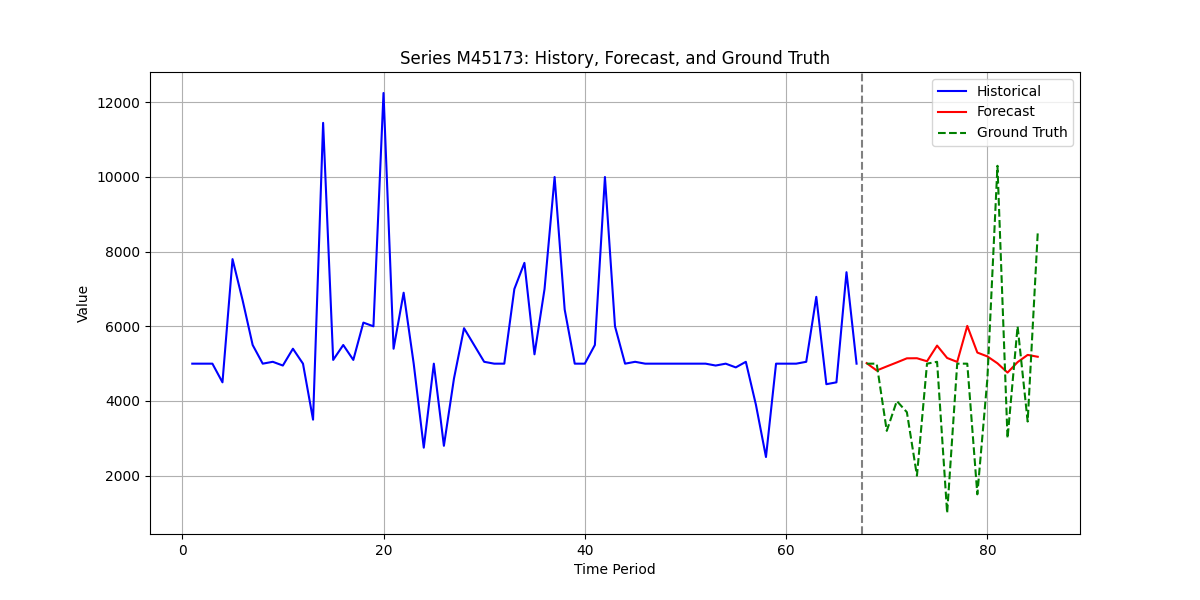 Series M45173: History, Forecast, and Ground Truth
Historical
Forecast
Ground Truth
12000
10000
8000
6000
4000
2000
Value
0
20
40
60
80
Time Period